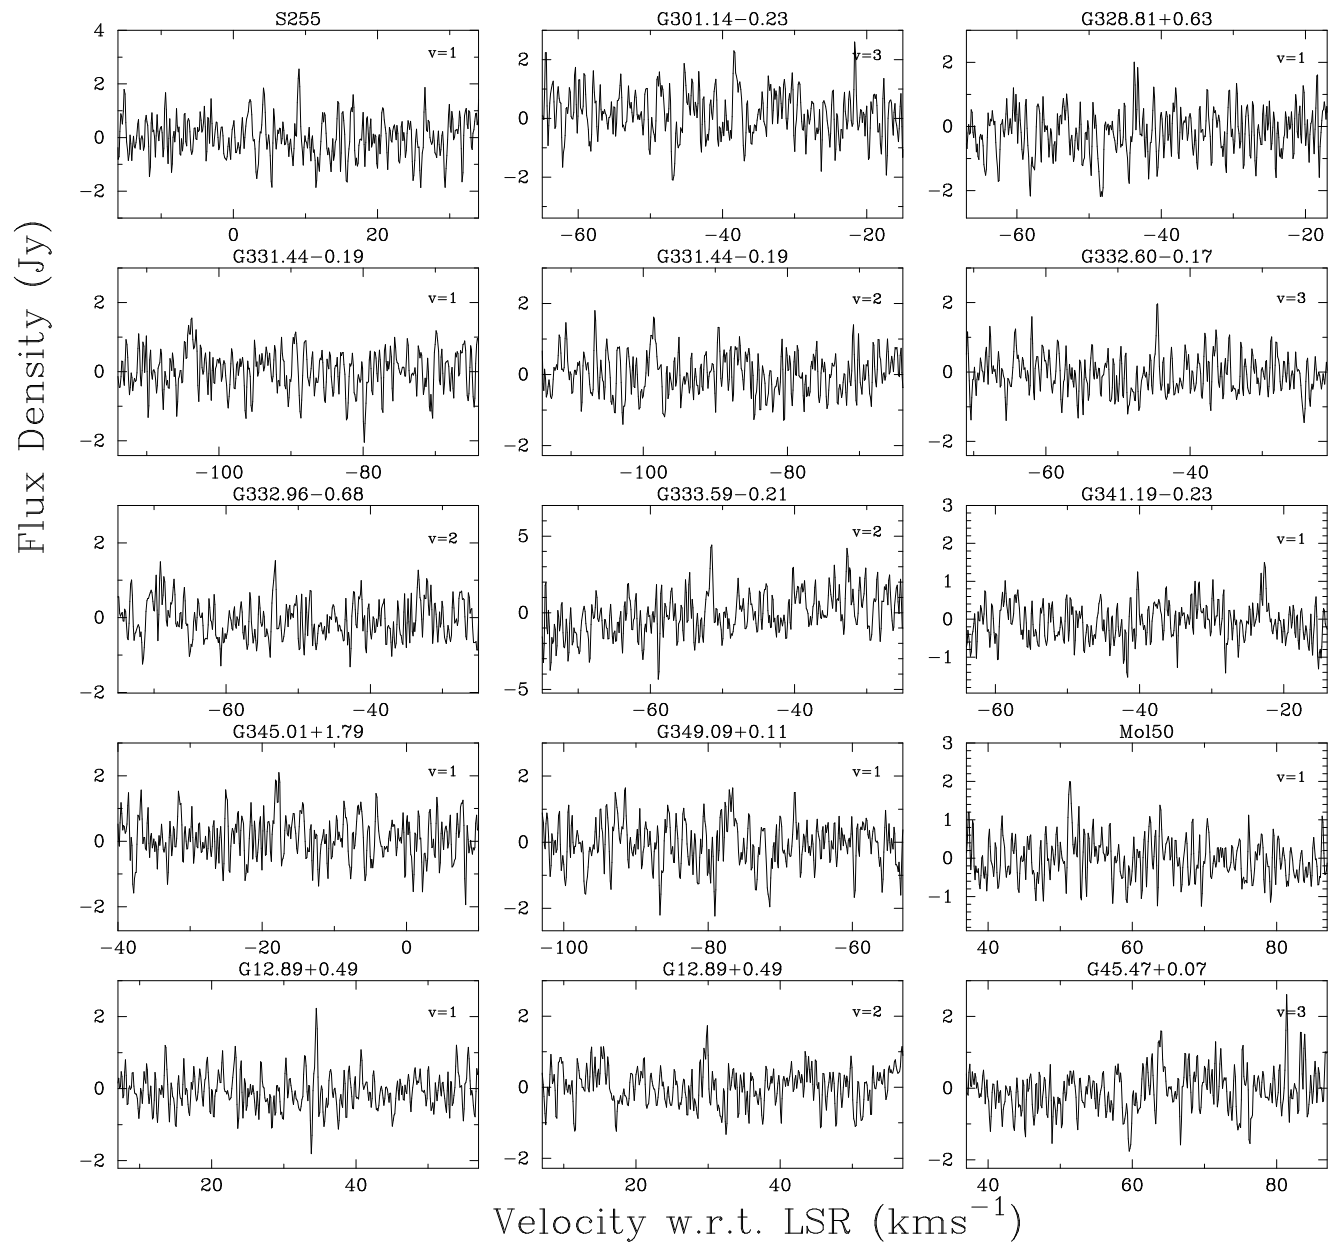 S255
G301.14−0.23
G328.81+0.63
4
2
0
−2
v=1
0
20
2
0
−2
v=3
−60
−40
−20
2
0
−2
v=1
−60
−40
−20
G331.44−0.19
G331.44−0.19
G332.60−0.17
2
0
−2
v=1
−100
−80
2
0
−2
v=2
−100
−80
2
0
−2
v=3
−60
−40
G332.96−0.68
G333.59−0.21
G341.19−0.23
2
0
−2
v=2
−60
−40
5
0
−5
v=2
−60
−40
3
2
1
0
−1
v=1
−60
−40
−20
G345.01+1.79
G349.09+0.11
Mol50
2
0
−2
v=1
−40
−20
0
2
0
−2
v=1
−100
−80
−60
3
2
1
0
−1
v=1
40
60
80
G12.89+0.49
G12.89+0.49
G45.47+0.07
2
0
−2
v=1
20
40
2
0
−2
v=2
20
40
2
0
−2
v=3
40
60
80
Flux Density (Jy)
Velocity w.r.t. LSR (kms−1)